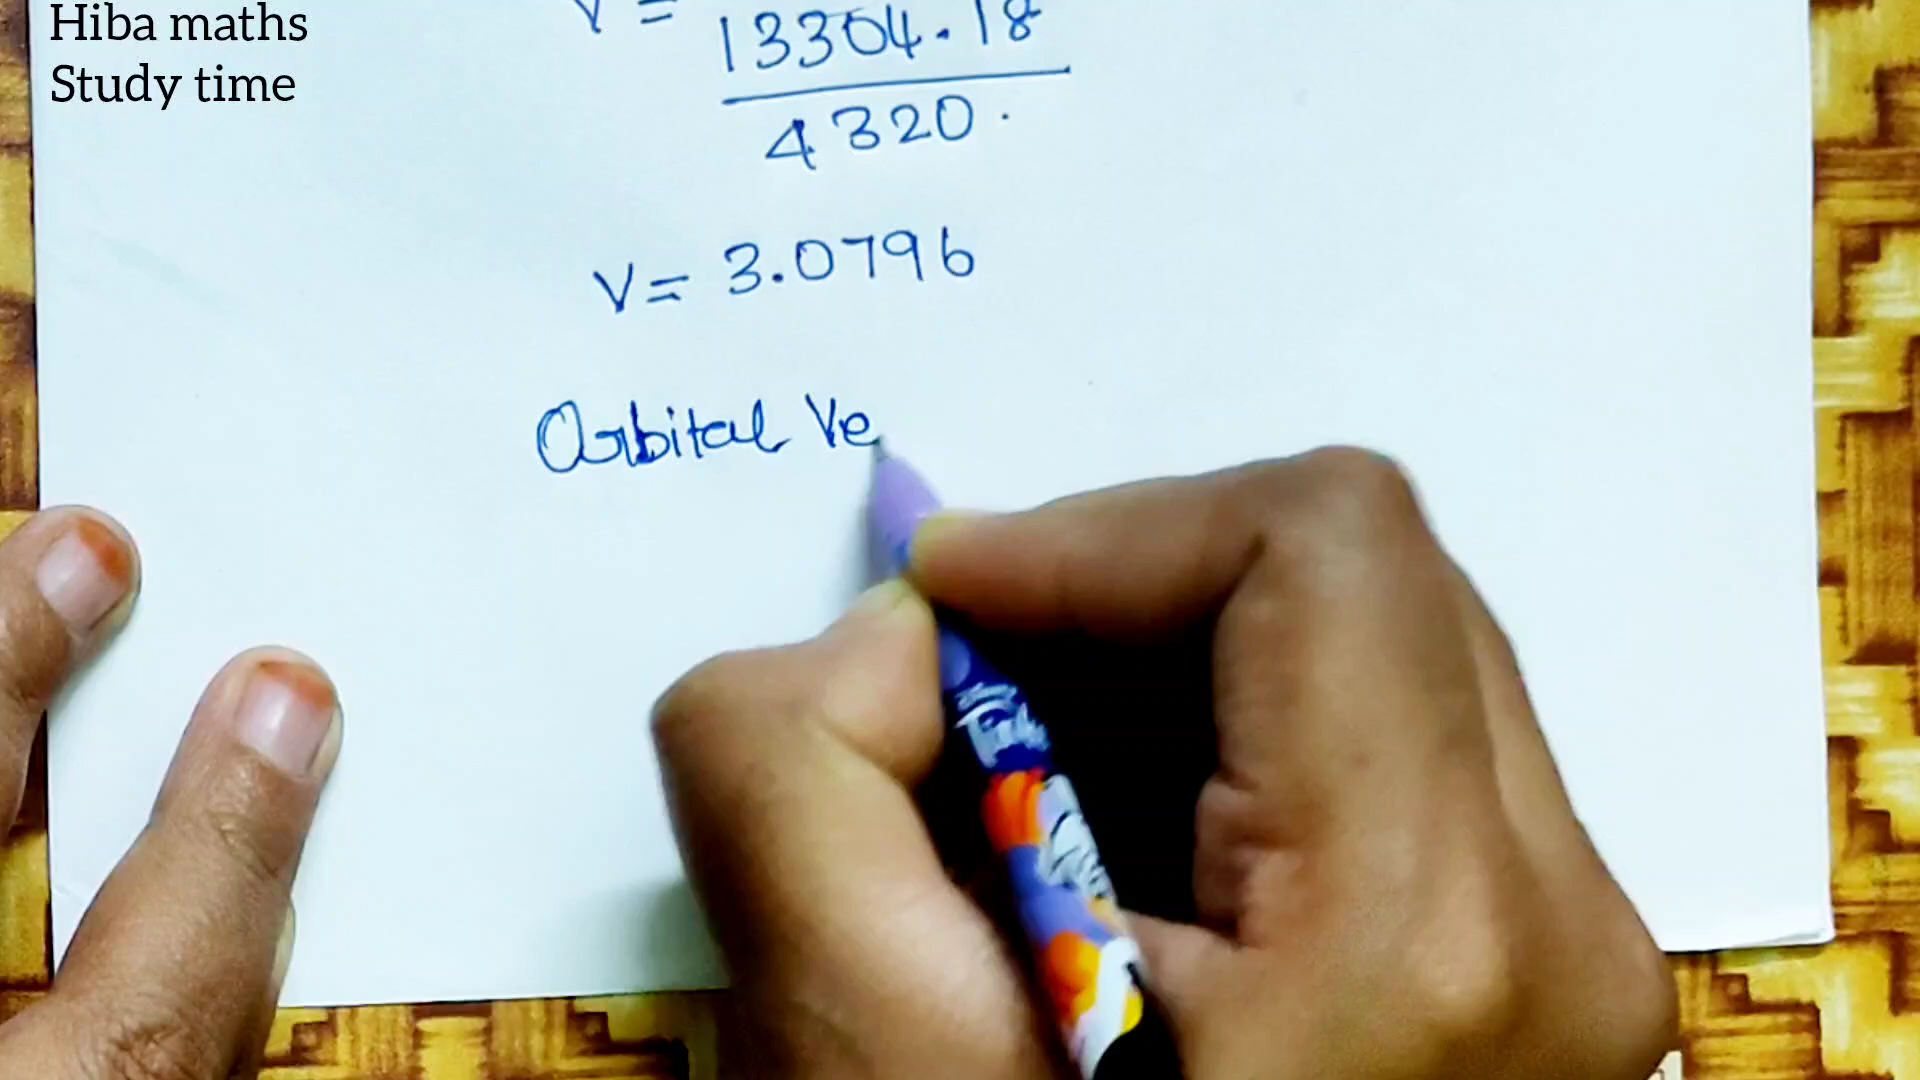 Hiba maths
Study time
V =
13304.18
4320.
V = 3.0796
Orbital Ve